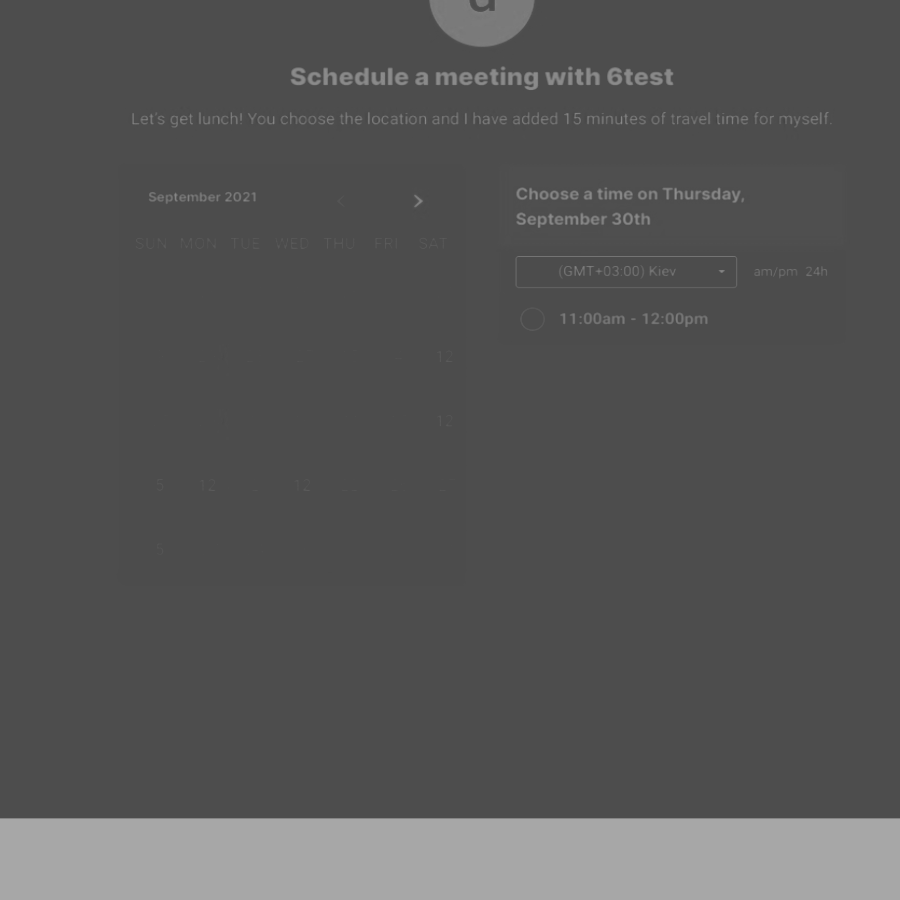 Schedule a meeting with 6test
Let's get lunch! You choose the location and I have added 15 minutes of travel time for myself.
September 2021
SUN MON TUE WED THU FRI SAT
12
12
5 12 12
Choose a time on Thursday,
September 30th
(GMT+03:00) Kiev am/pm 24h
11:00am - 12:00pm